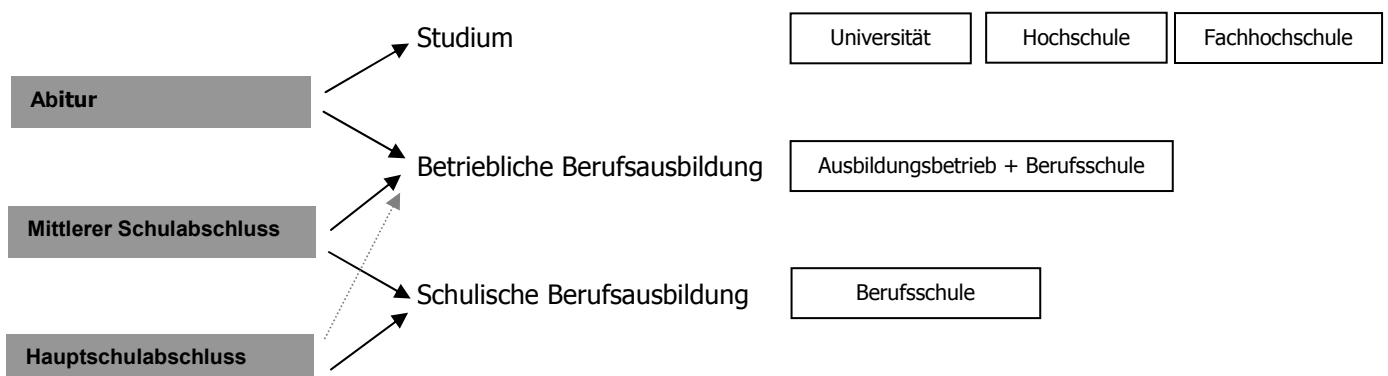 Studium
Universität
Hochschule
Fachhochschule
Abitur
Betriebliche Berufsausbildung
Ausbildungsbetrieb + Berufsschule
Mittlerer Schulabschluss
Schulische Berufsausbildung
Berufsschule
Hauptschulabschluss